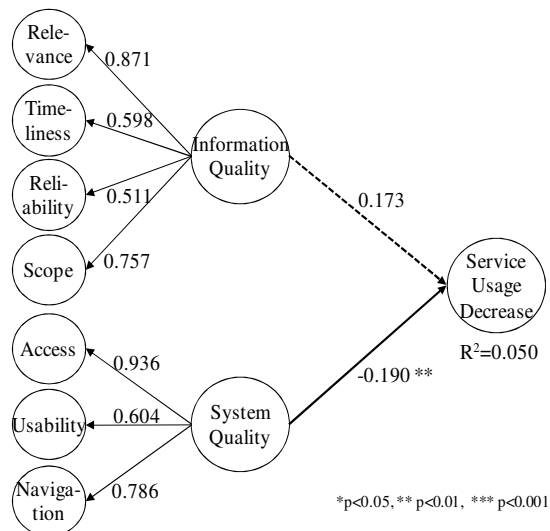 Rele-
vance
0.871
Time-
liness
0.598
Information
Quality
Reli-
ability
0.511
0.173
Scope
0.757
Service
Usage
Decrease
R²=0.050
Access
0.936
-0.190 **
Usability
0.604
System
Quality
Naviga-
tion
0.786
*p<0.05, ** p<0.01, *** p<0.001